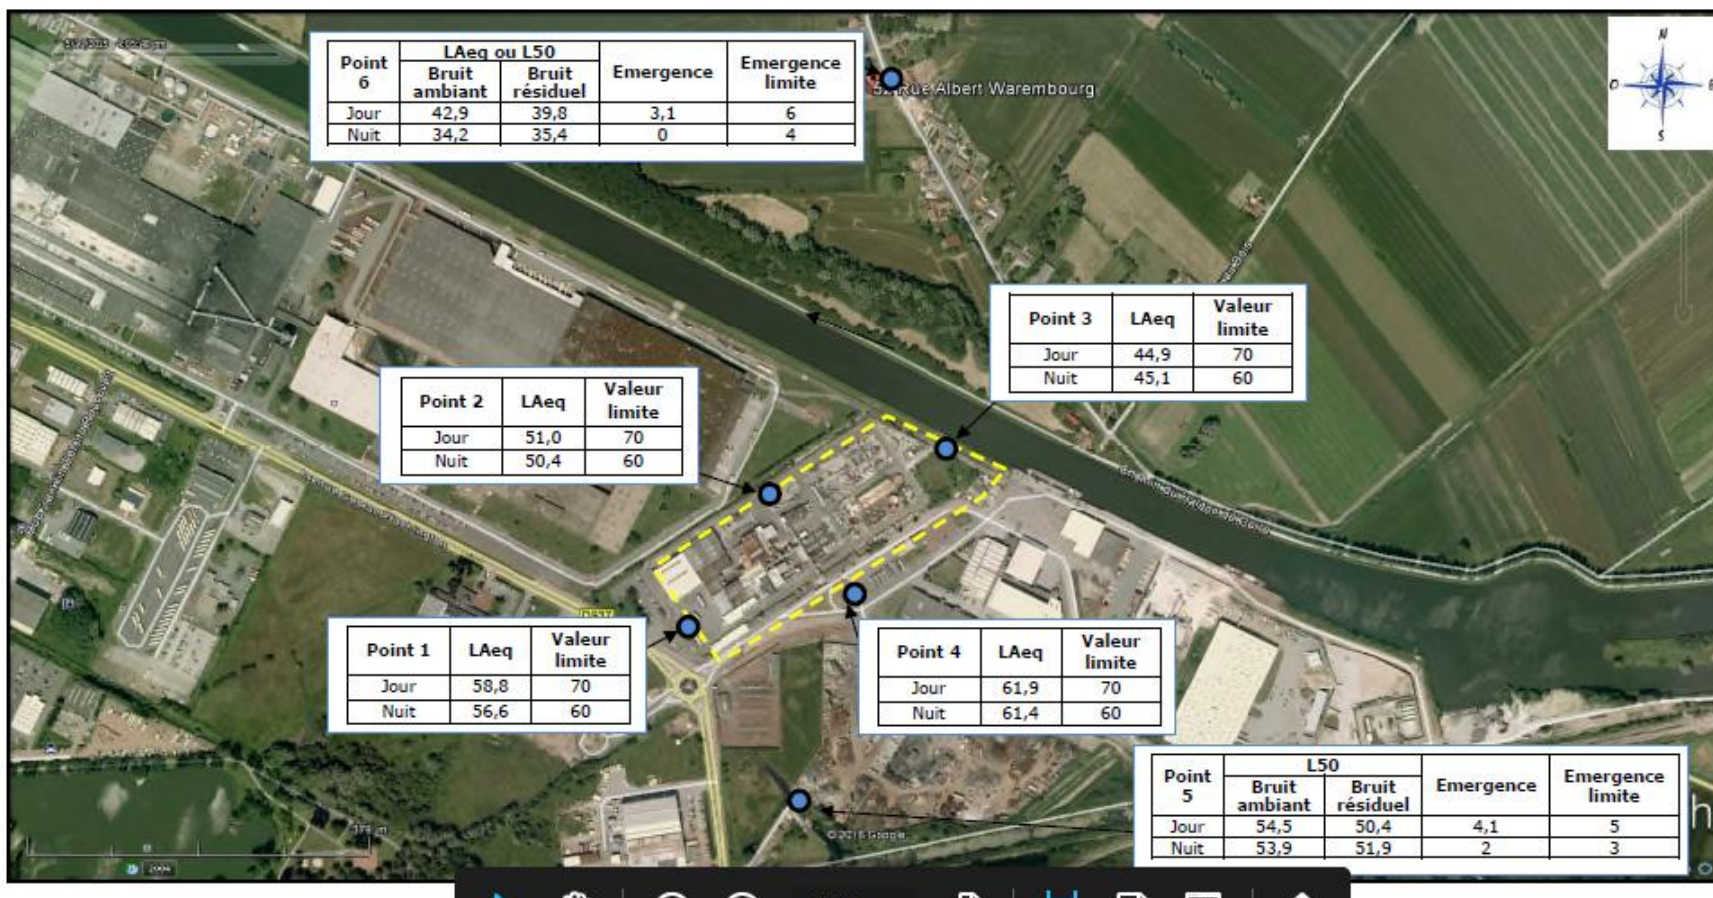 Point 6
LAeq ou L50
Bruit ambiant
Bruit résiduel
Emergence
Emergence limite
Jour 42,9 39,8 3,1 6
Nuit 34,2 35,4 0 4
Rue Albert Warembourg
N
S
Point 3 LAeq Valeur limite
Jour 44,9 70
Nuit 45,1 60
Point 2 LAeq Valeur limite
Jour 51,0 70
Nuit 50,4 60
Point 1 LAeq Valeur limite
Jour 58,8 70
Nuit 56,6 60
Point 4 LAeq Valeur limite
Jour 61,9 70
Nuit 61,4 60
Point 5
L50
Bruit ambiant
Bruit résiduel
Emergence
Emergence limite
Jour 54,5 50,4 4,1 5
Nuit 53,9 51,9 2 3
Google
2004